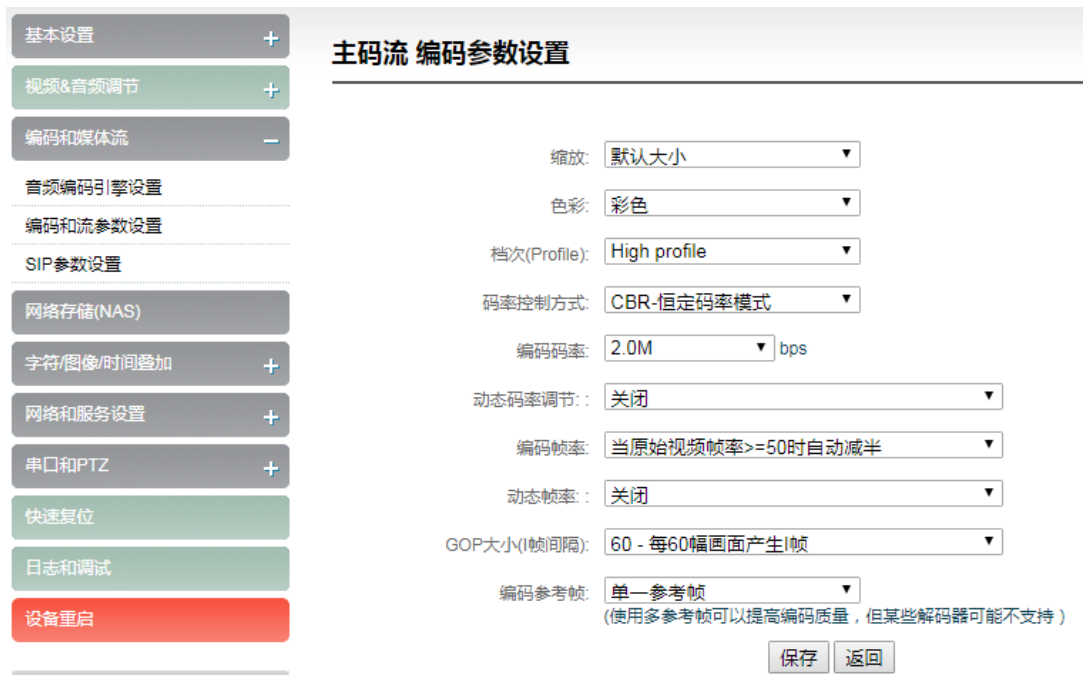 基本设置 +
视频&音频调节 +
编码和媒体流 −
音频编码引擎设置
编码和流参数设置
SIP参数设置
网络存储(NAS)
字符/图像/时间叠加 +
网络和服务设置 +
串口和PTZ +
快速复位
日志和调试
设备重启
主码流 编码参数设置
缩放: 默认大小
色彩: 彩色
档次(Profile): High profile
码率控制方式: CBR-恒定码率模式
编码码率: 2.0M bps
动态码率调节: : 关闭
编码帧率: 当原始视频帧率>=50时自动减半
动态帧率: : 关闭
GOP大小(I帧间隔): 60 - 每60幅画面产生I帧
编码参考帧: 单一参考帧
(使用多参考帧可以提高编码质量，但某些解码器可能不支持)
保存 返回